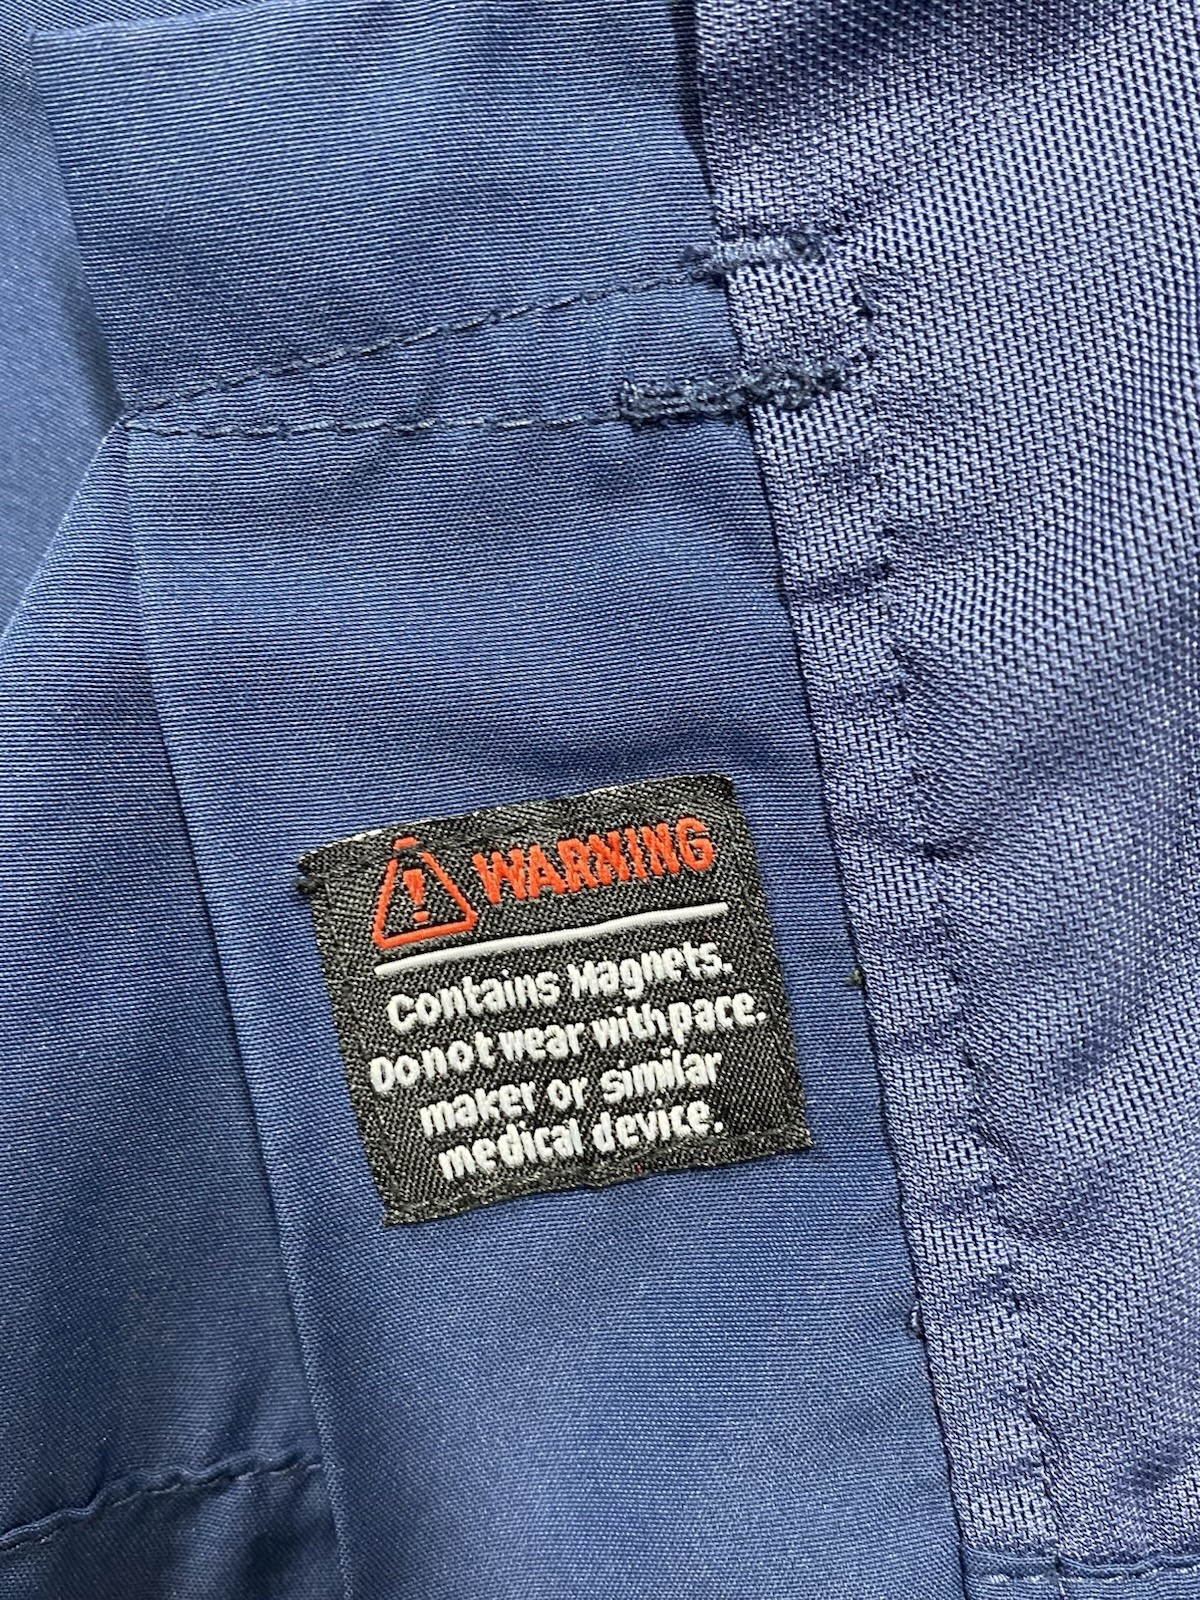 WARNING
Contains Magnets.
Do not wear with pace.
maker or similar
medical device.